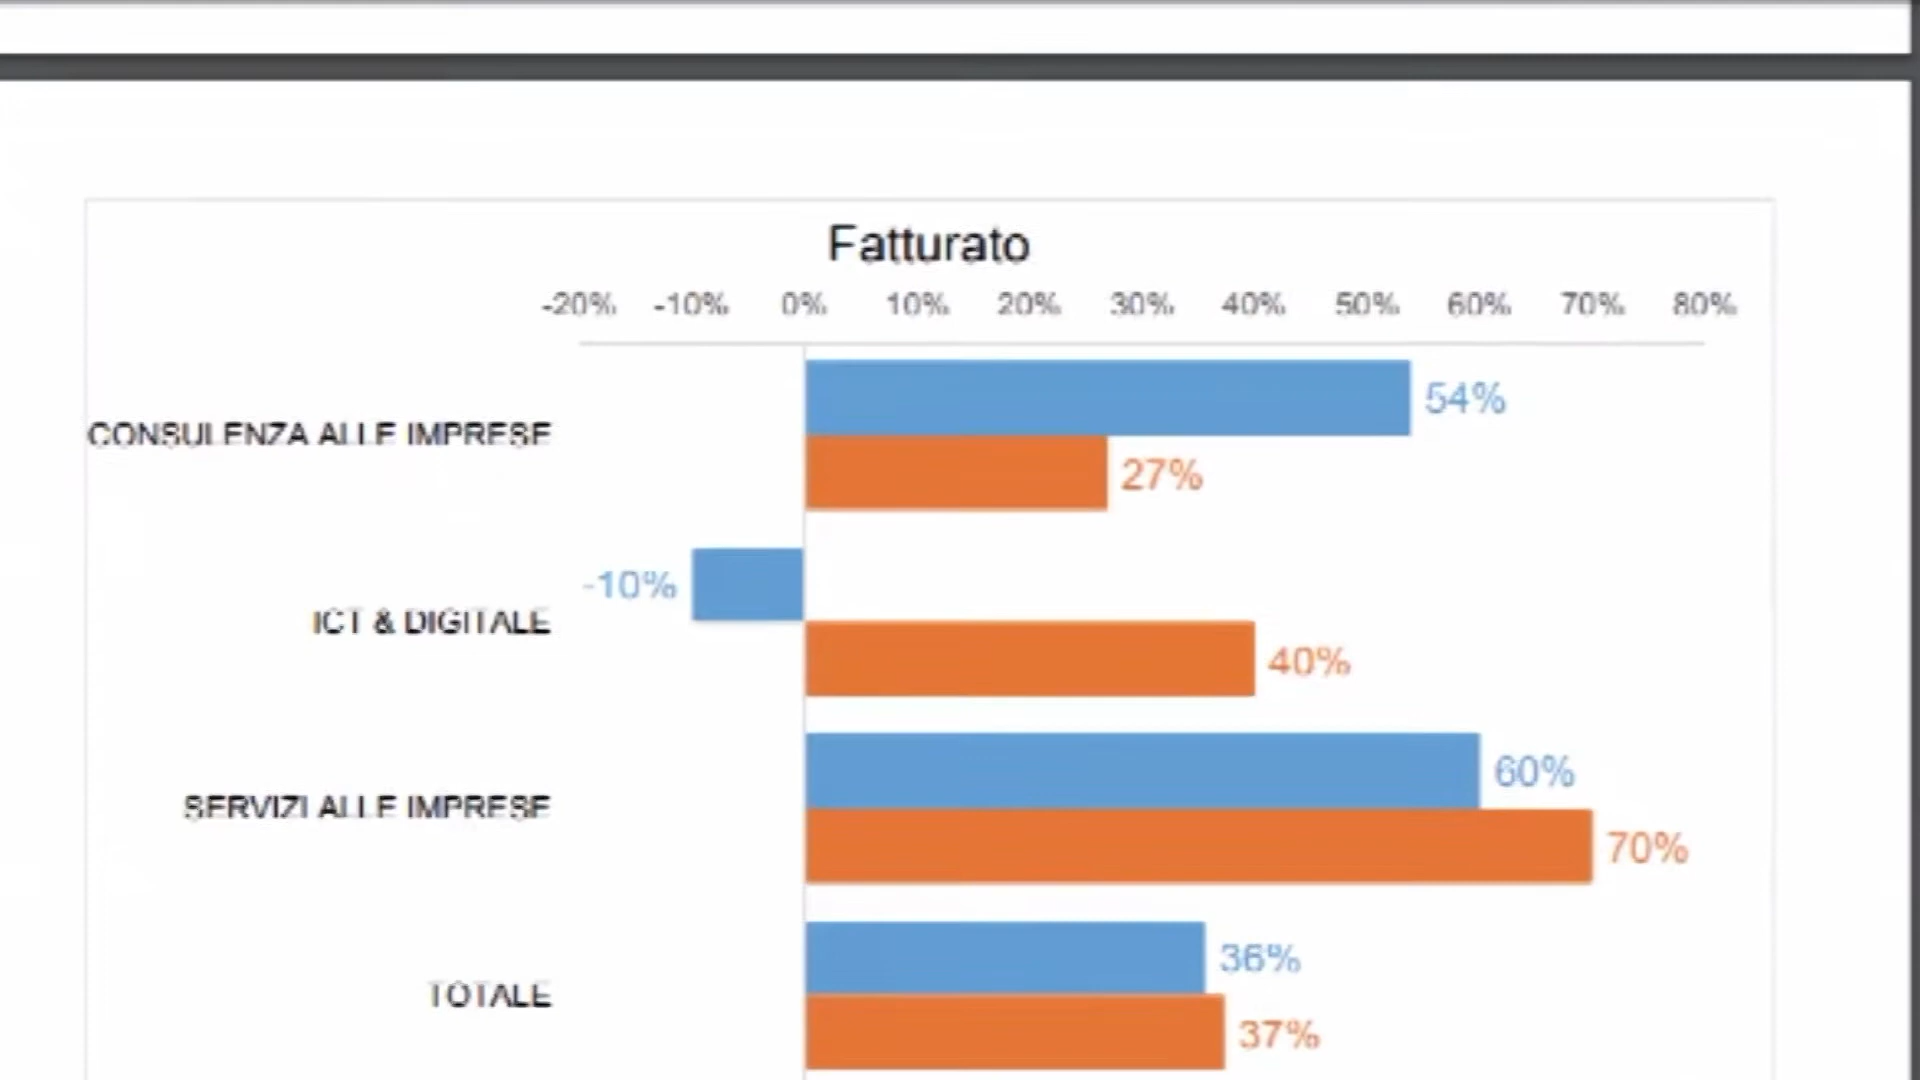 Fatturato
-20% -10% 0% 10% 20% 30% 40% 50% 60% 70% 80%
54%
CONSULENZA ALLE IMPRESE
27%
-10%
ICT & DIGITALE
40%
60%
SERVIZI ALLE IMPRESE
70%
36%
TOTALE
37%